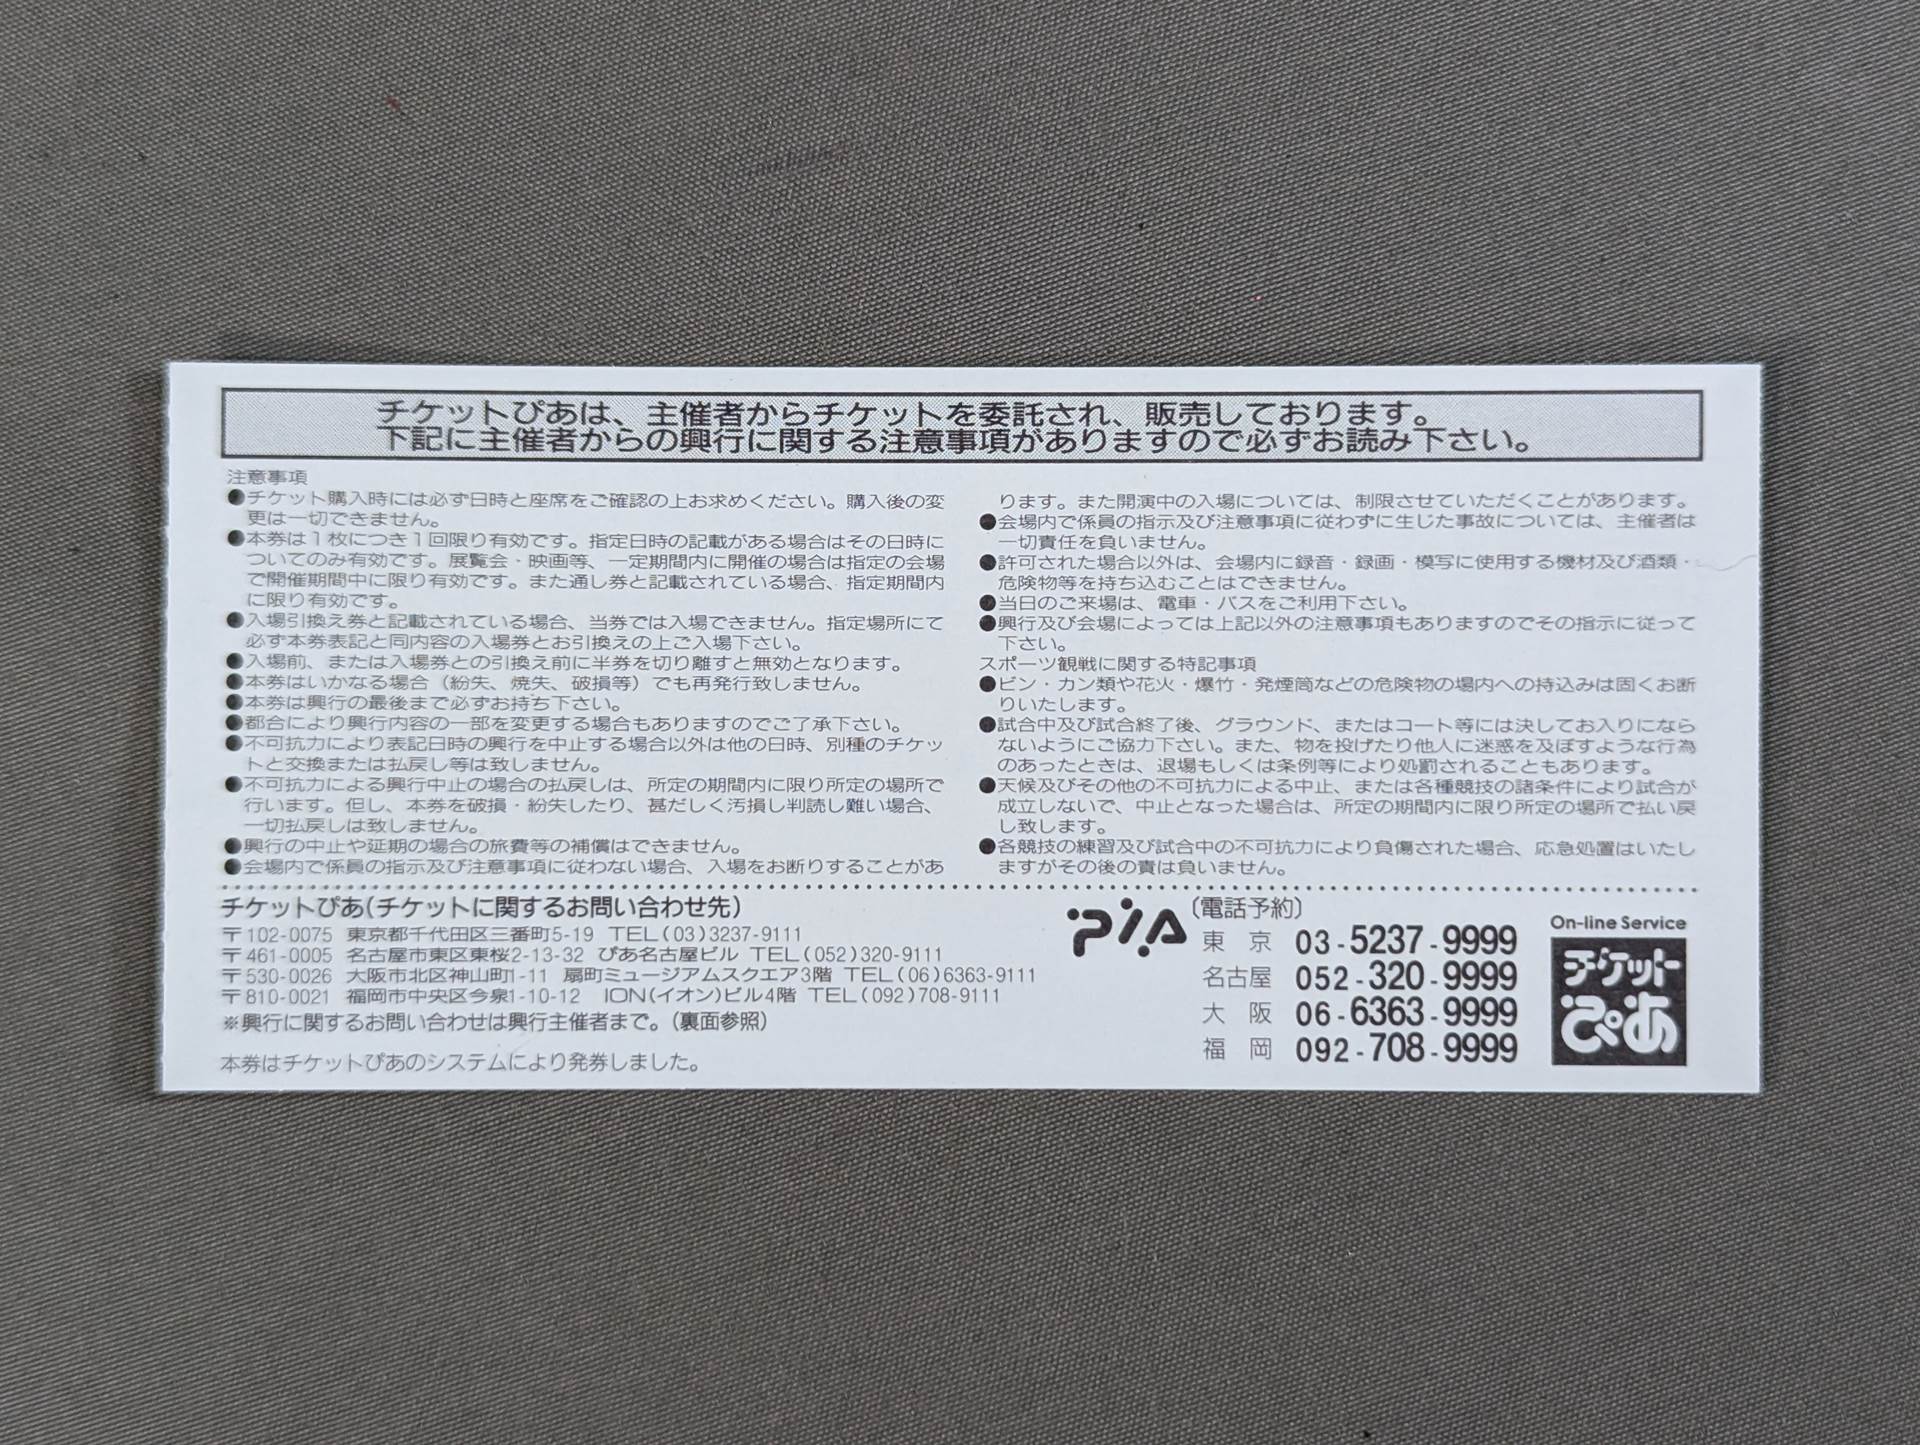 チケットぴあは、主催者からチケットを委託され、販売しております。
下記に主催者からの興行に関する注意事項がありますので必ずお読み下さい。
注意事項
●チケット購入時には必ず日時と座席をご確認の上お求めください。購入後の変
更は一切できません。
●本券は1枚につき1回限り有効です。指定日時の記載がある場合はその日時に
ついてのみ有効です。展覧会・映画等、一定期間内に開催の場合は指定の会場
で開催期間中に限り有効です。また通し券と記載されている場合、指定期間内
に限り有効です。
●入場引換え券と記載されている場合、当券では入場できません。指定場所にて
必ず本券表記と同内容の入場券とお引換えの上ご入場下さい。
●入場前、または入場券との引換え前に半券を切り離すと無効となります。
●本券はいかなる場合（紛失、焼失、破損等）でも再発行致しません。
●本券は興行の最後まで必ずお持ち下さい。
●都合により興行内容の一部を変更する場合もありますのでご了承下さい。
●不可抗力により表記日時の興行を中止する場合以外は他の日時、別種のチケッ
トと交換または払戻し等は致しません。
●不可抗力による興行中止の場合の払戻しは、所定の期間内に限り所定の場所で
行います。但し、本券を破損・紛失したり、甚だしく汚損し判読し難い場合、
一切払戻しは致しません。
●興行の中止や延期の場合の旅費等の補償はできません。
●会場内で係員の指示及び注意事項に従わない場合、入場をお断りすることがあ
ります。また開演中の入場については、制限させていただくことがあります。
●会場内で係員の指示及び注意事項に従わずに生じた事故については、主催者は
一切責任を負いません。
●許可された場合以外は、会場内に録音・録画・模写に使用する機材及び酒類・
危険物等を持ち込むことはできません。
●当日のご来場は、電車・バスをご利用下さい。
●興行及び会場によっては上記以外の注意事項もありますのでその指示に従って
下さい。
スポーツ観戦に関する特記事項
●ビン・カン類や花火・爆竹・発煙筒などの危険物の場内への持込みは固くお断
りいたします。
●試合中及び試合終了後、グラウンド、またはコート等には決してお入りになら
ないようにご協力下さい。また、物を投げたり他人に迷惑を及ぼすような行為
のあったときは、退場もしくは条例等により処罰されることもあります。
●天候及びその他の不可抗力による中止、または各種競技の諸条件により試合が
成立しないで、中止となった場合は、所定の期間内に限り所定の場所で払い戻
し致します。
●各競技の練習及び試合中の不可抗力により負傷された場合、応急処置はいたし
ますがその後の責は負いません。
チケットぴあ(チケットに関するお問い合わせ先)
〒102-0075 東京都千代田区三番町5-19 TEL(03)3237-9111
〒461-0005 名古屋市東区東桜2-13-32 ぴあ名古屋ビル TEL(052)320-9111
〒530-0026 大阪市北区神山町1-11 扇町ミュージアムスクエア3階 TEL(06)6363-9111
〒810-0021 福岡市中央区今泉1-10-12 ION(イオン)ビル4階 TEL(092)708-9111
※興行に関するお問い合わせは興行主催者まで。(裏面参照)
本券はチケットぴあのシステムにより発券しました。
PIA
(電話予約)
東京 03-5237-9999
名古屋 052-320-9999
大阪 06-6363-9999
福岡 092-708-9999
On-line Service
チケット
ぴあ